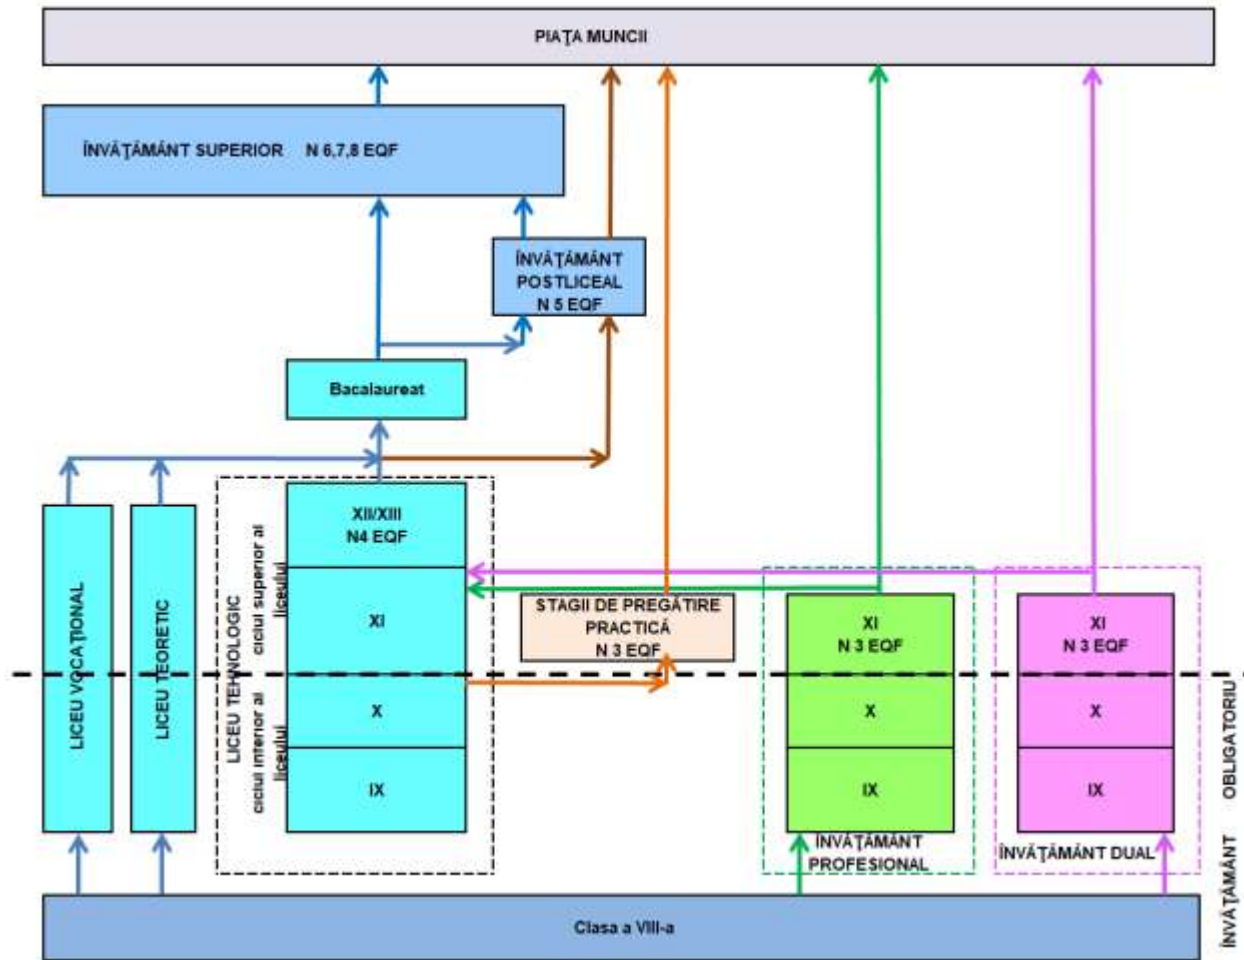 PIAŢA MUNCII
ÎNVĂŢĂMÂNT SUPERIOR N 6,7,8 EQF
ÎNVĂŢĂMÂNT
POSTLICEAL
N 5 EQF
Bacalaureat
LICEU VOCAŢIONAL
LICEU TEORETIC
LICEU TEHNOLOGIC
ciclul superior al
liceului
ciclul inferior al
liceului
XII/XIII
N4 EQF
XI
X
IX
STAGII DE PREGĂTIRE
PRACTICĂ
N 3 EQF
XI
N 3 EQF
X
IX
ÎNVĂŢĂMÂNT
PROFESIONAL
XI
N 3 EQF
X
IX
ÎNVĂŢĂMÂNT DUAL
ÎNVĂŢĂMÂNT OBLIGATORIU
Clasa a VIII-a